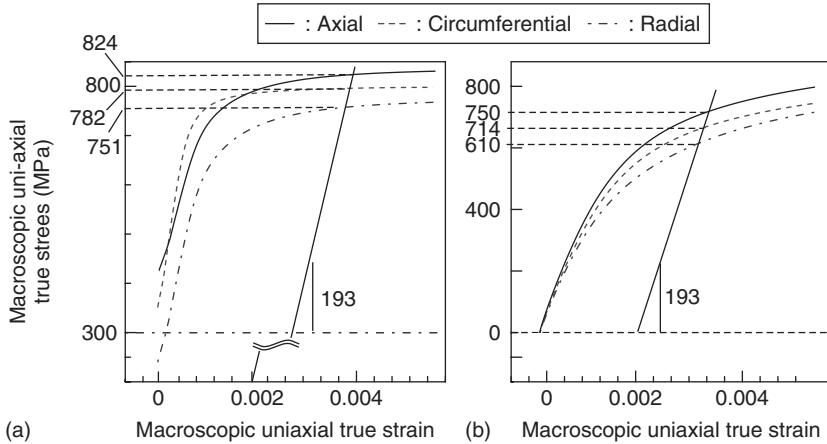 : Axial : Circumferential : Radial
824
800
782
751
300
Macroscopic uni-axial
true strees (MPa)
193
0 0.002 0.004
(a) Macroscopic uniaxial true strain
800
750
714
610
400
0
193
0 0.002 0.004
(b) Macroscopic uniaxial true strain